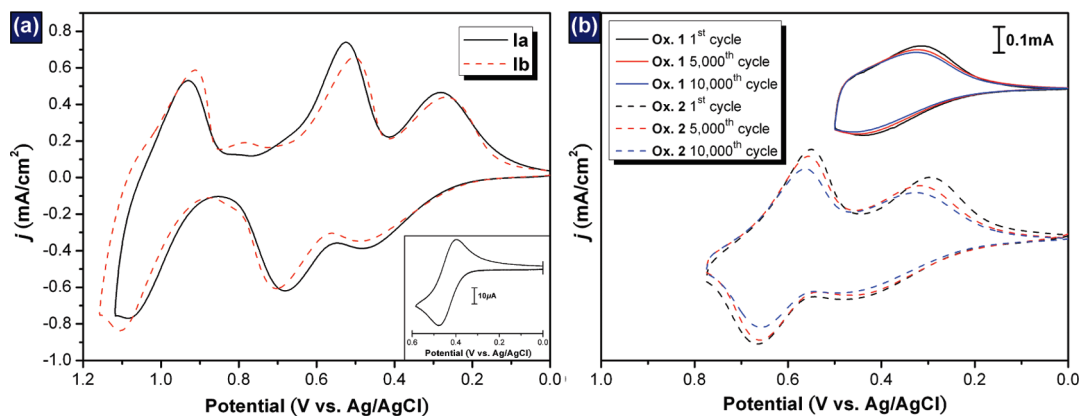 (a)
j (mA/cm²)
0.8
0.6
0.4
0.2
0.0
-0.2
-0.4
-0.6
-0.8
-1.0
Ia
Ib
10μA
0.6 0.4 0.2 0.0
Potential (V vs. Ag/AgCl)
1.2 1.0 0.8 0.6 0.4 0.2 0.0
Potential (V vs. Ag/AgCl)
(b)
j (mA/cm²)
Ox. 1 1st cycle
Ox. 1 5,000th cycle
Ox. 1 10,000th cycle
Ox. 2 1st cycle
Ox. 2 5,000th cycle
Ox. 2 10,000th cycle
0.1mA
1.0 0.8 0.6 0.4 0.2 0.0
Potential (V vs. Ag/AgCl)